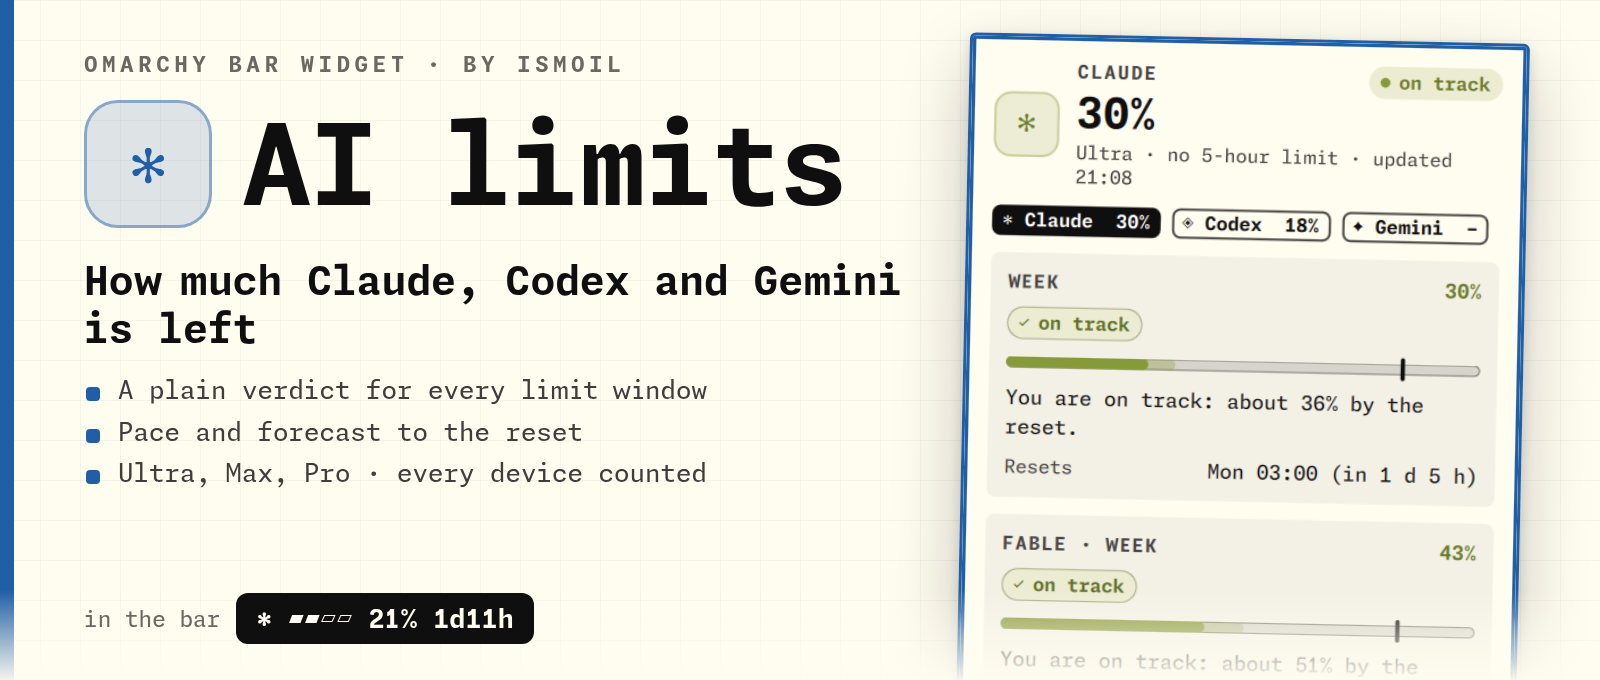 OMARCHY BAR WIDGET · BY ISMOIL
AI limits
How much Claude, Codex and Gemini
is left
A plain verdict for every limit window
Pace and forecast to the reset
Ultra, Max, Pro · every device counted
in the bar
21% 1d11h
CLAUDE
on track
30%
Ultra · no 5-hour limit · updated
21:08
Claude 30%
Codex 18%
Gemini –
WEEK
30%
✓ on track
You are on track: about 36% by the
reset.
Resets
Mon 03:00 (in 1 d 5 h)
FABLE · WEEK
43%
✓ on track
You are on track: about 51% by the